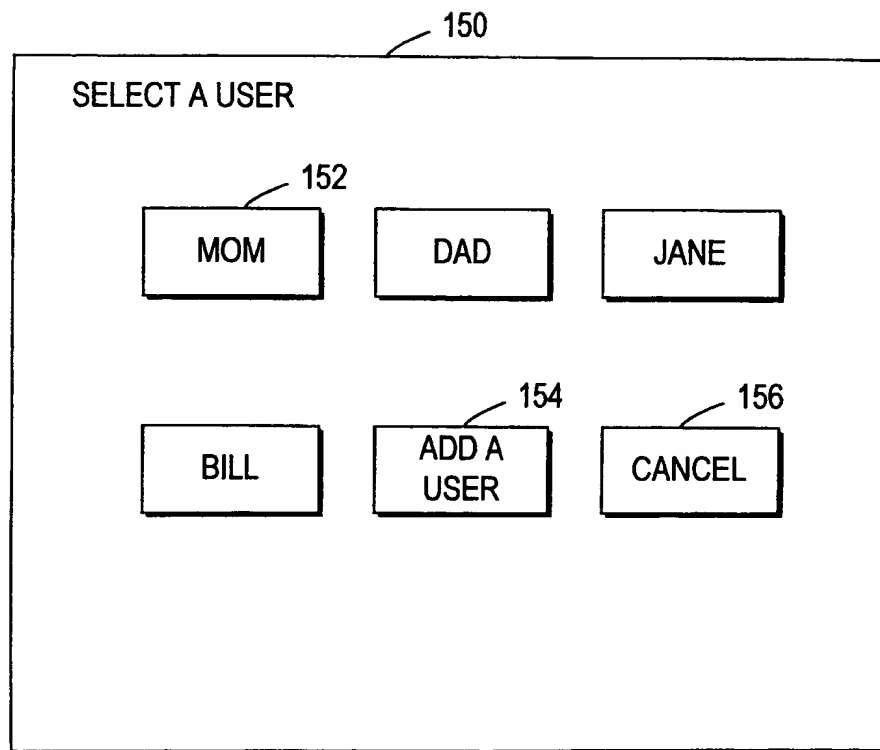 150
SELECT A USER
152
MOM
DAD
JANE
154
156
BILL
ADD A
USER
CANCEL